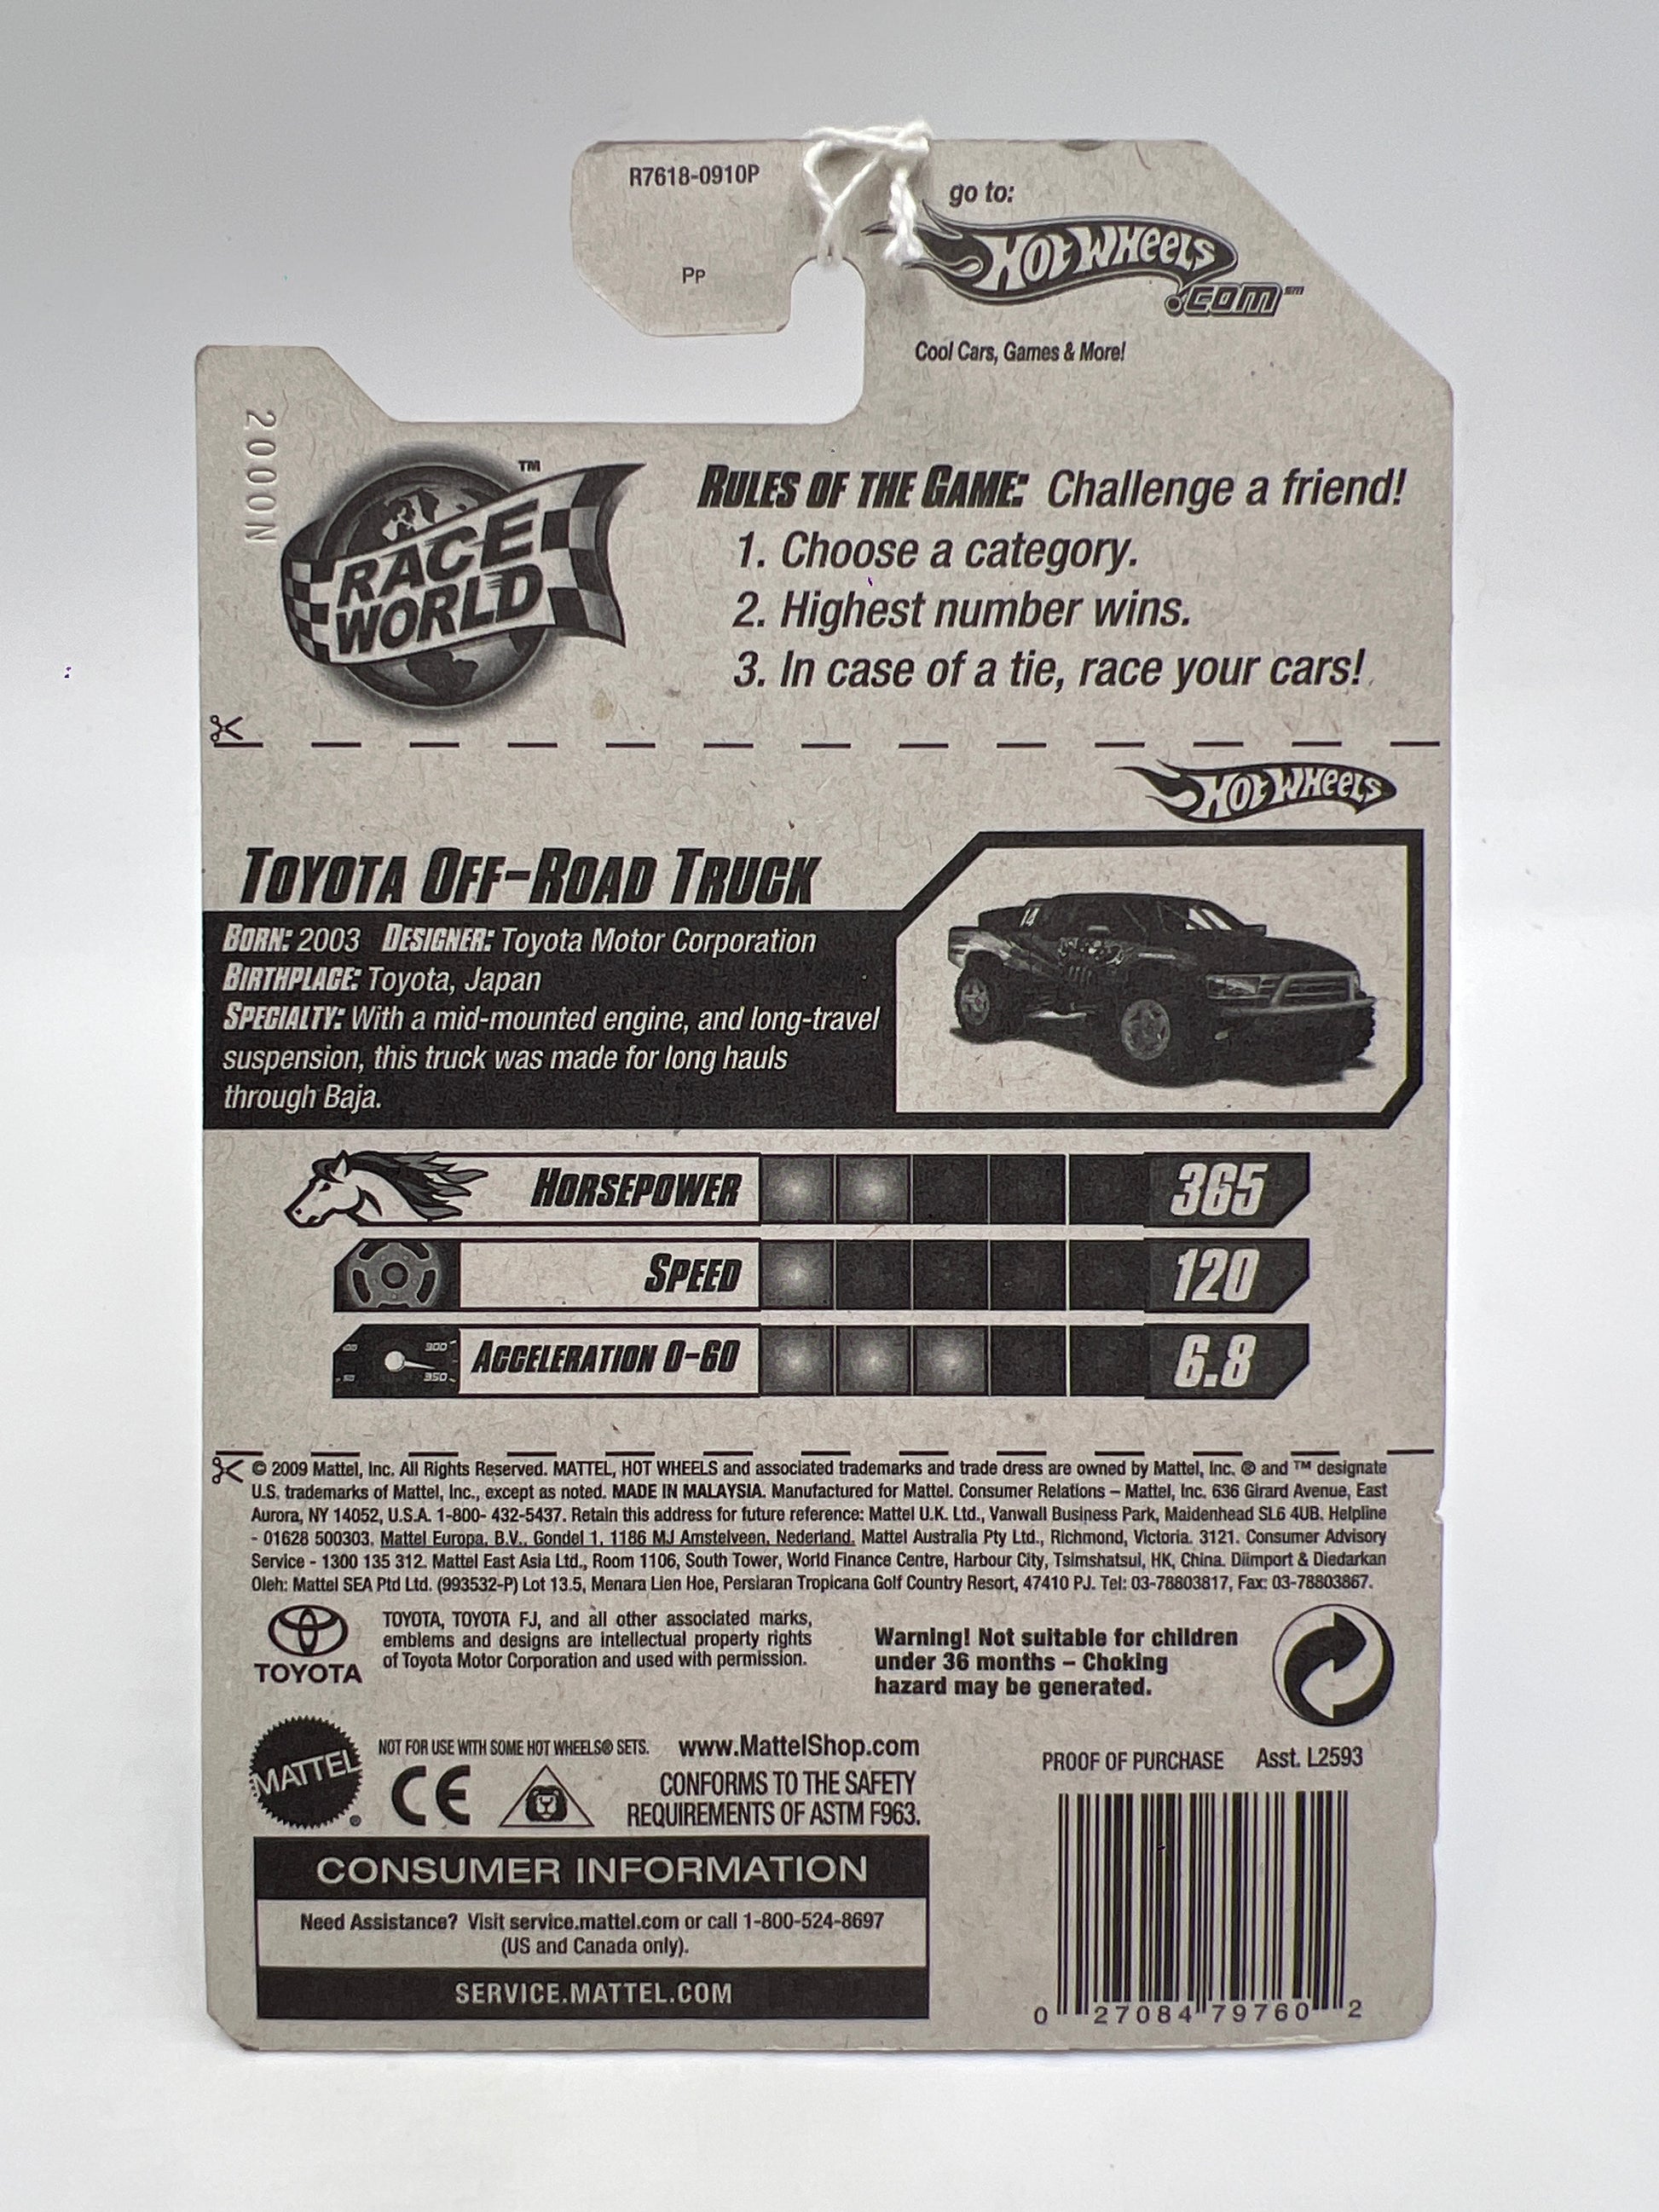 R7618-0910P
Pp
go to:
HOT WHEELS
.COM℠
Cool Cars, Games & More!
2000N
RACE WORLD™
RULES OF THE GAME: Challenge a friend!
1. Choose a category.
2. Highest number wins.
3. In case of a tie, race your cars!
HOT WHEELS
TOYOTA OFF-ROAD TRUCK
BORN: 2003 DESIGNER: Toyota Motor Corporation
BIRTHPLACE: Toyota, Japan
SPECIALTY: With a mid-mounted engine, and long-travel
suspension, this truck was made for long hauls
through Baja.
14
HORSEPOWER 365
SPEED 120
300
350
50
ACCELERATION 0-60 6.8
© 2009 Mattel, Inc. All Rights Reserved. MATTEL, HOT WHEELS and associated trademarks and trade dress are owned by Mattel, Inc. ® and ™ designate
U.S. trademarks of Mattel, Inc., except as noted. MADE IN MALAYSIA. Manufactured for Mattel. Consumer Relations – Mattel, Inc. 636 Girard Avenue, East
Aurora, NY 14052, U.S.A. 1-800- 432-5437. Retain this address for future reference: Mattel U.K. Ltd., Vanwall Business Park, Maidenhead SL6 4UB. Helpline
- 01628 500303. Mattel Europa, B.V., Gondel 1, 1186 MJ Amstelveen, Nederland. Mattel Australia Pty Ltd., Richmond, Victoria. 3121. Consumer Advisory
Service - 1300 135 312. Mattel East Asia Ltd., Room 1106, South Tower, World Finance Centre, Harbour City, Tsimshatsui, HK, China. Diimport & Diedarkan
Oleh: Mattel SEA Ptd Ltd. (993532-P) Lot 13.5, Menara Lien Hoe, Persiaran Tropicana Golf Country Resort, 47410 PJ. Tel: 03-78803817, Fax: 03-78803867.
TOYOTA
TOYOTA, TOYOTA FJ, and all other associated marks,
emblems and designs are intellectual property rights
of Toyota Motor Corporation and used with permission.
Warning! Not suitable for children
under 36 months – Choking
hazard may be generated.
MATTEL®
NOT FOR USE WITH SOME HOT WHEELS® SETS. www.MattelShop.com
CE
CONFORMS TO THE SAFETY
REQUIREMENTS OF ASTM F963.
PROOF OF PURCHASE Asst. L2593
CONSUMER INFORMATION
Need Assistance? Visit service.mattel.com or call 1-800-524-8697
(US and Canada only).
SERVICE.MATTEL.COM
0 27084 79760 2